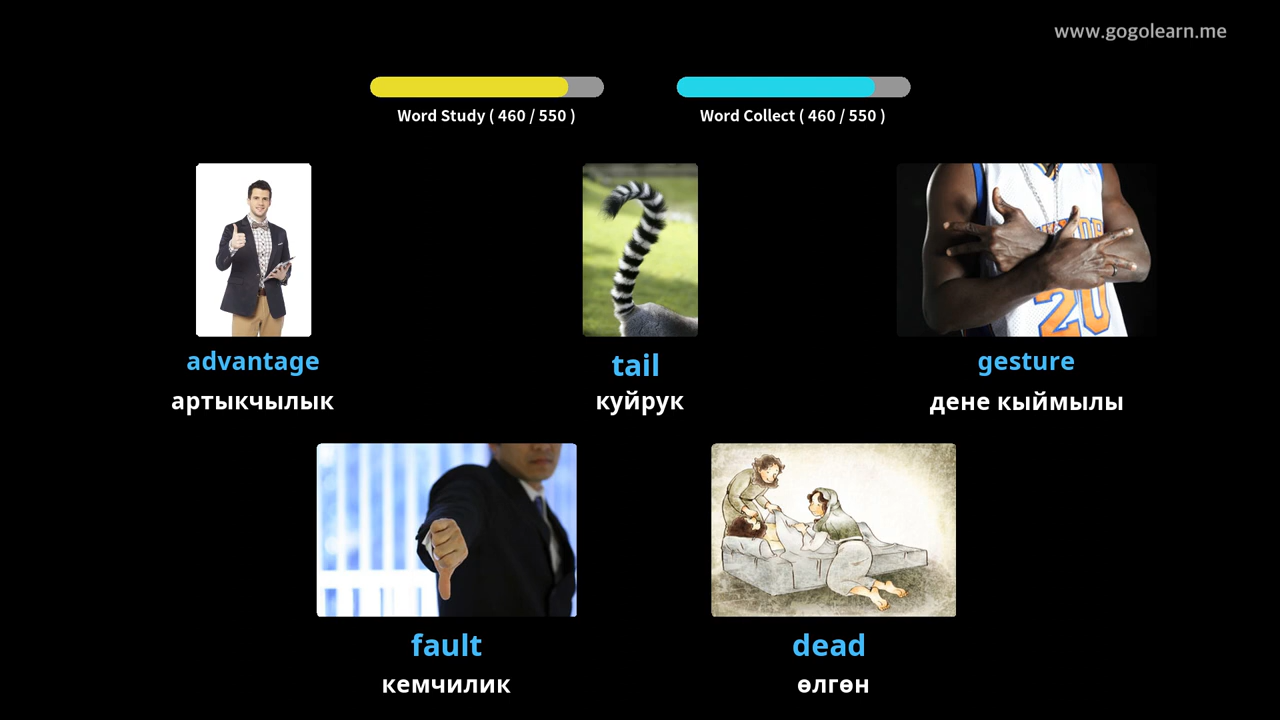 www.gogolearn.me
Word Study ( 460 / 550 )
Word Collect ( 460 / 550 )
advantage
артыкчылык
tail
куйрук
20
gesture
дене кыймылы
fault
кемчилик
dead
өлгөн